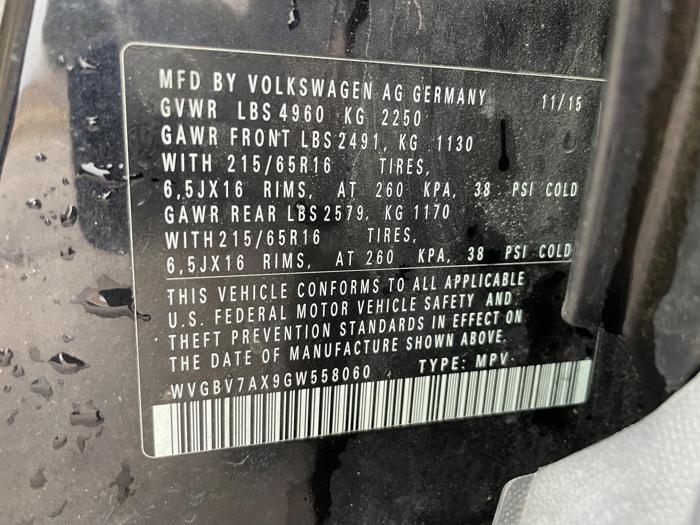 MFD BY VOLKSWAGEN AG GERMANY 11/15
GVWR LBS 4960 KG 2250
GAWR FRONT LBS 2491, KG 1130
WITH 215/65R16 TIRES,
6,5JX16 RIMS, AT 260 KPA, 38 PSI COLD
GAWR REAR LBS 2579, KG 1170
WITH 215/65R16 TIRES,
6,5JX16 RIMS, AT 260 KPA, 38 PSI COLD
THIS VEHICLE CONFORMS TO ALL APPLICABLE
U.S. FEDERAL MOTOR VEHICLE SAFETY AND
THEFT PREVENTION STANDARDS IN EFFECT ON
THE DATE OF MANUFACTURE SHOWN ABOVE.
WVGBV7AX9GW558060 TYPE: MPV